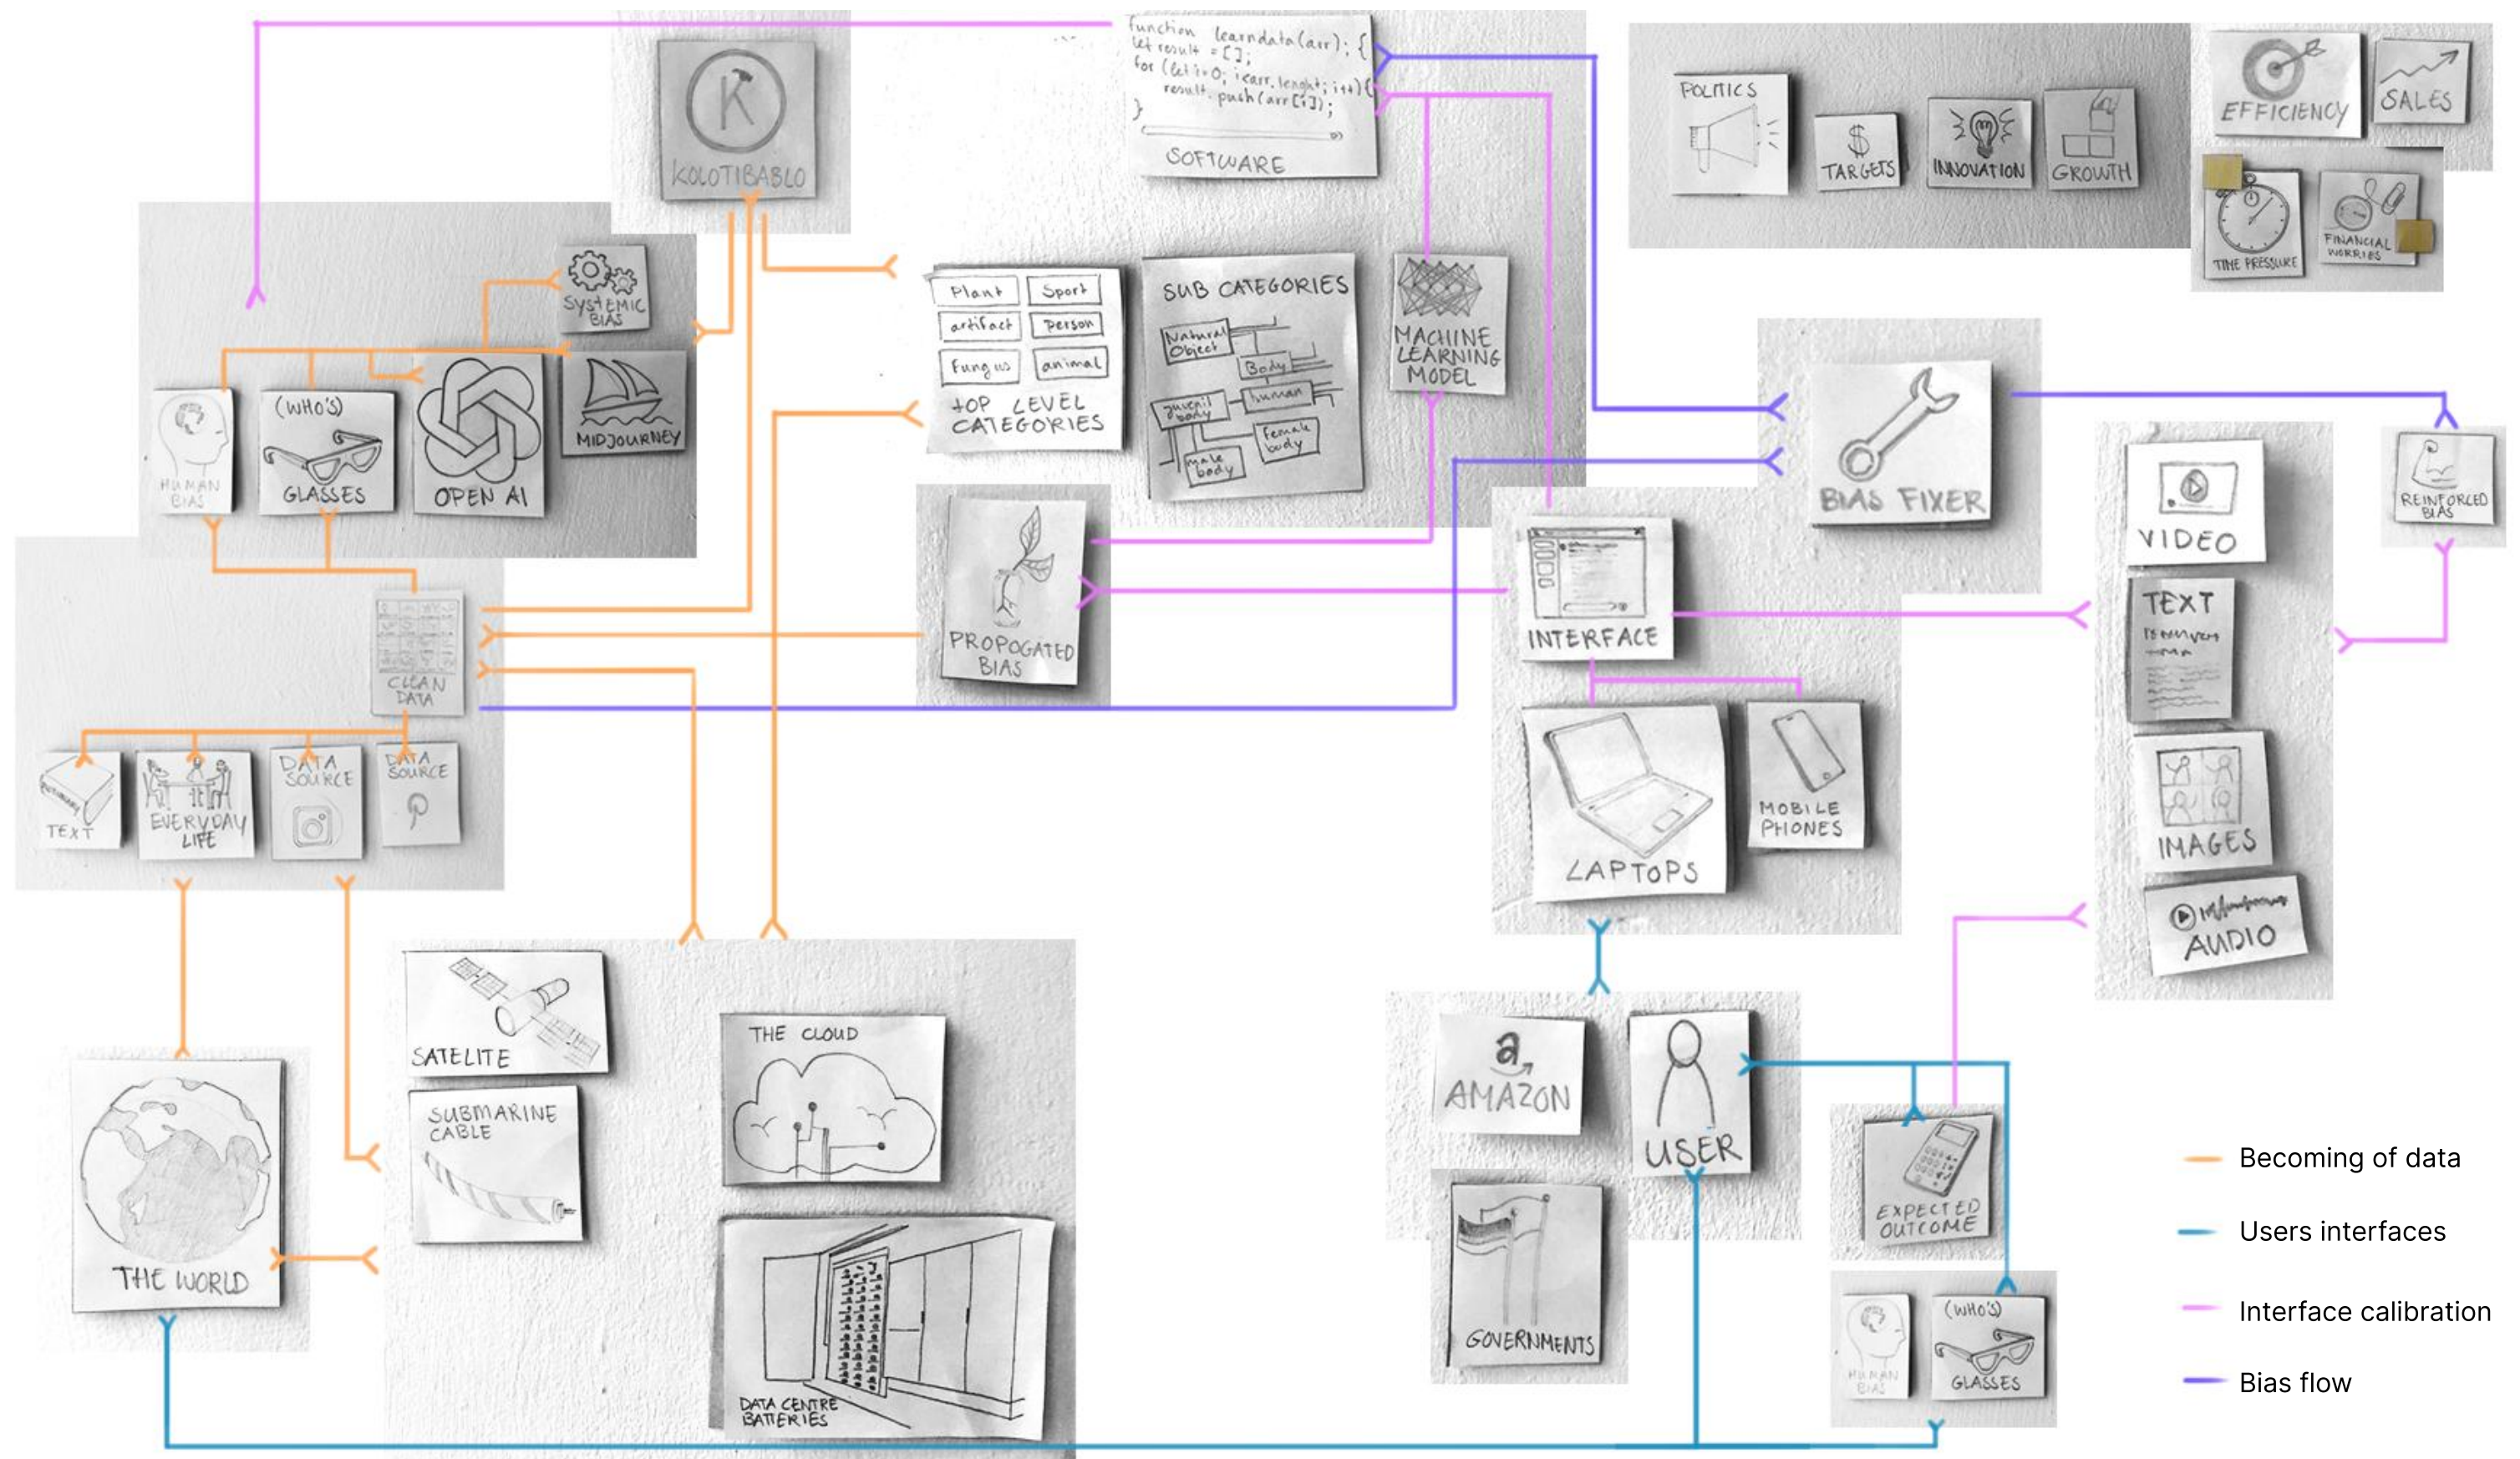 K
KOLOTIBABLO
function learndata(arr); {
let result = [];
for (let i=0; i<arr.lenght; i++){
result.push(arr[i]);
}
SOFTWARE
POLITICS
$
TARGETS
INNOVATION
GROWTH
EFFICIENCY
SALES
TIME PRESSURE
FINANCIAL
WORRIES
SYSTEMIC
BIAS
HUMAN
BIAS
(WHO'S)
GLASSES
OPEN AI
MIDJOURNEY
Plant
Sport
artifact
person
Fungus
animal
TOP LEVEL
CATEGORIES
SUB CATEGORIES
Natural
Object
Body
human
juvenil
body
female
body
male
body
MACHINE
LEARNING
MODEL
BIAS FIXER
REINFORCED
BIAS
VIDEO
TEXT
IMAGES
AUDIO
PROPOGATED
BIAS
INTERFACE
LAPTOPS
MOBILE
PHONES
CLEAN
DATA
TEXT
EVERYDAY
LIFE
DATA
SOURCE
DATA
SOURCE
THE WORLD
SATELITE
SUBMARINE
CABLE
THE CLOUD
DATA CENTRE
BATTERIES
a
AMAZON
USER
GOVERNMENTS
EXPECTED
OUTCOME
HUMAN
BIAS
(WHO'S)
GLASSES
Becoming of data
Users interfaces
Interface calibration
Bias flow